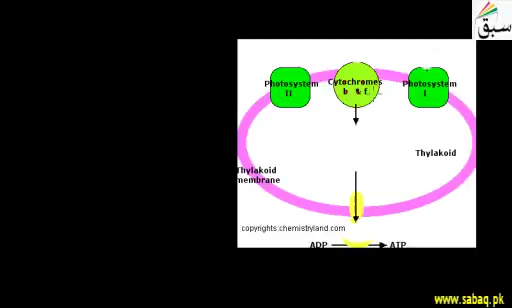 سبق
Photosystem
II
Cytochromes
b & f
Photosystem
I
Thylakoid
Thylakoid
membrane
copyrights:chemistryland.com
ADP
ATP
www.sabaq.pk